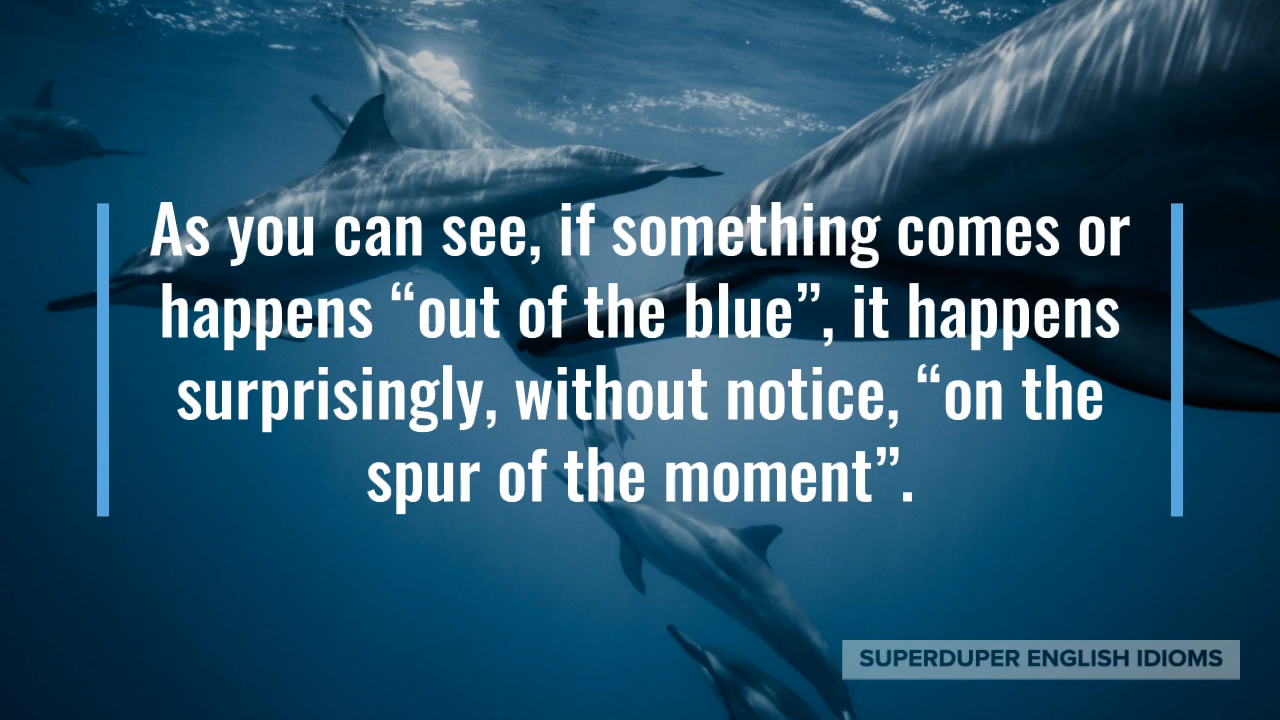 As you can see, if something comes or
happens “out of the blue”, it happens
surprisingly, without notice, “on the
spur of the moment”.
SUPERDUPER ENGLISH IDIOMS